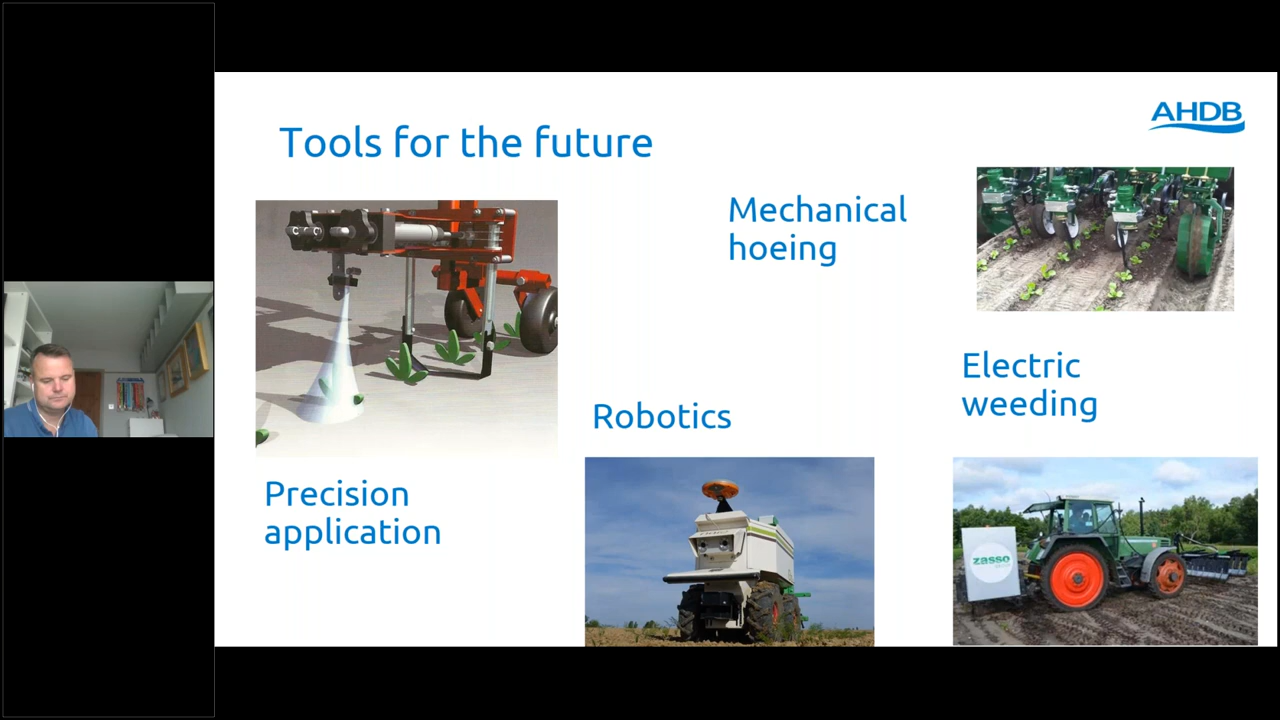 Tools for the future
AHDB
Mechanical
hoeing
Electric
weeding
Robotics
Precision
application
zasso